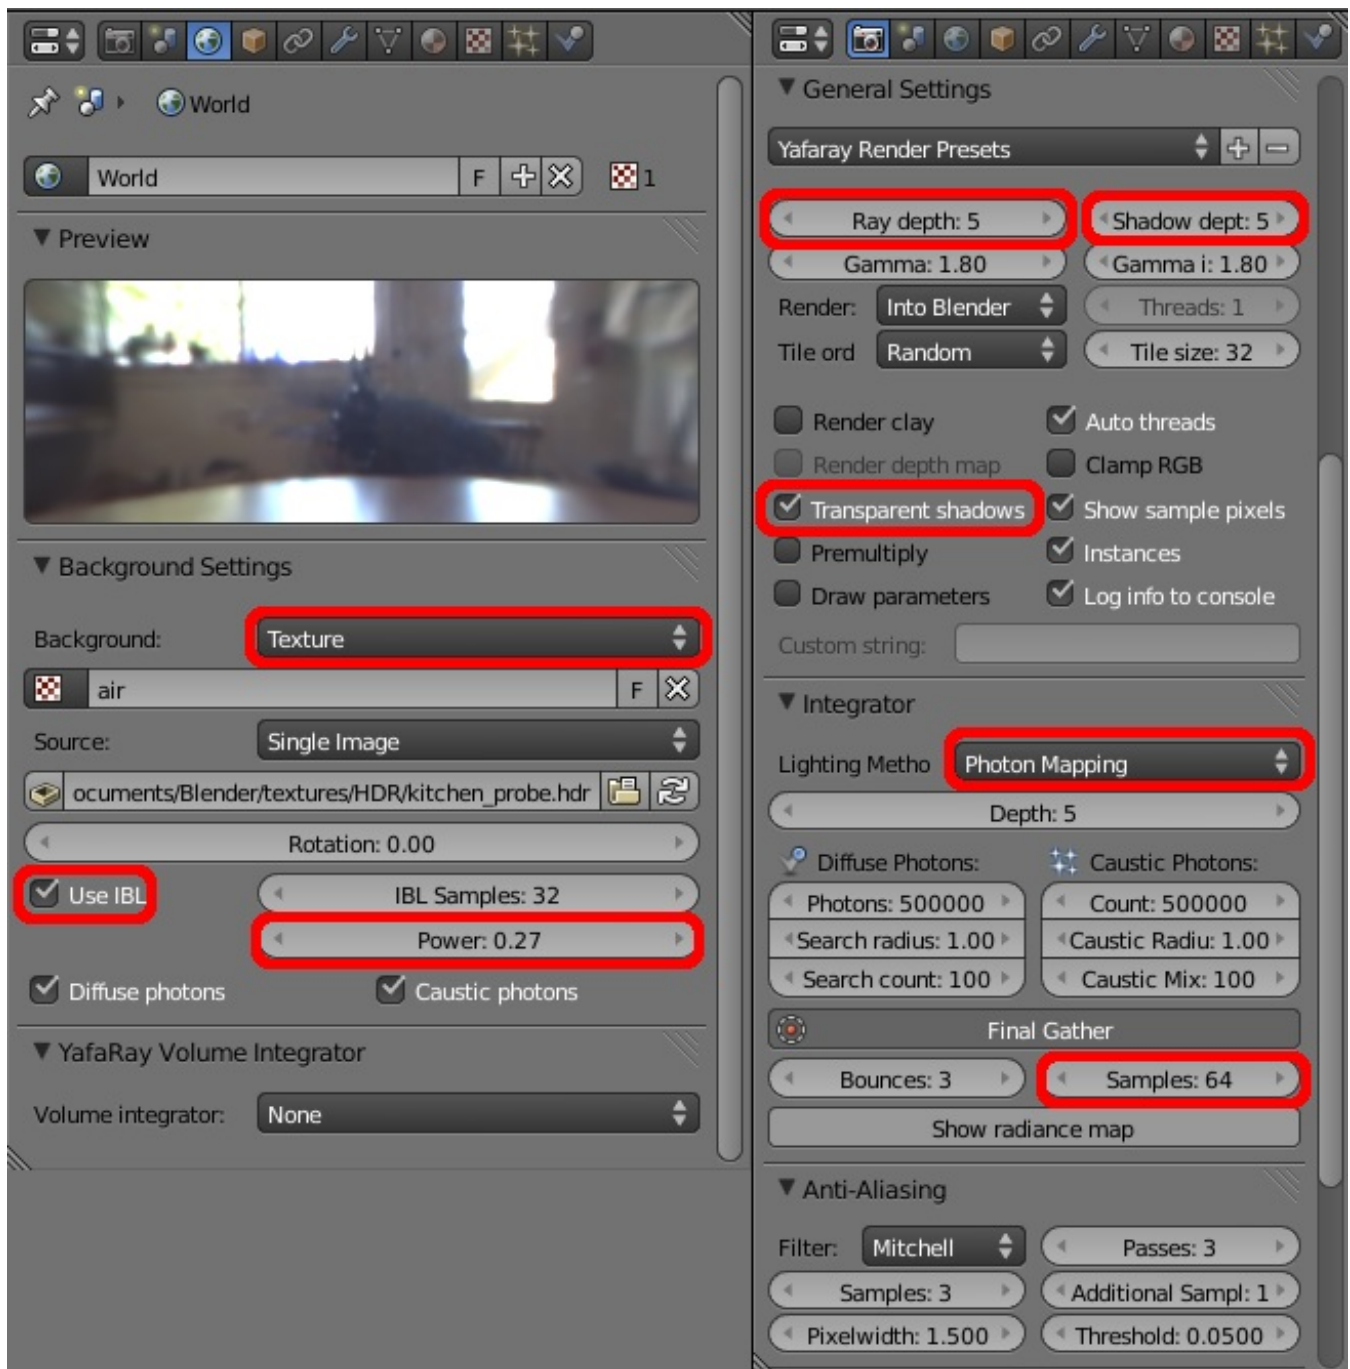 World
World F 1
Preview
Background Settings
Background: Texture
air F
Source: Single Image
ocuments/Blender/textures/HDR/kitchen_probe.hdr
Rotation: 0.00
Use IBL IBL Samples: 32
Power: 0.27
Diffuse photons Caustic photons
YafaRay Volume Integrator
Volume integrator: None
General Settings
Yafaray Render Presets
Ray depth: 5 Shadow dept: 5
Gamma: 1.80 Gamma i: 1.80
Render: Into Blender Threads: 1
Tile ord Random Tile size: 32
Render clay Auto threads
Render depth map Clamp RGB
Transparent shadows Show sample pixels
Premultiply Instances
Draw parameters Log info to console
Custom string:
Integrator
Lighting Metho Photon Mapping
Depth: 5
Diffuse Photons: Caustic Photons:
Photons: 500000 Count: 500000
Search radius: 1.00 Caustic Radiu: 1.00
Search count: 100 Caustic Mix: 100
Final Gather
Bounces: 3 Samples: 64
Show radiance map
Anti-Aliasing
Filter: Mitchell Passes: 3
Samples: 3 Additional Sampl: 1
Pixelwidth: 1.500 Threshold: 0.0500